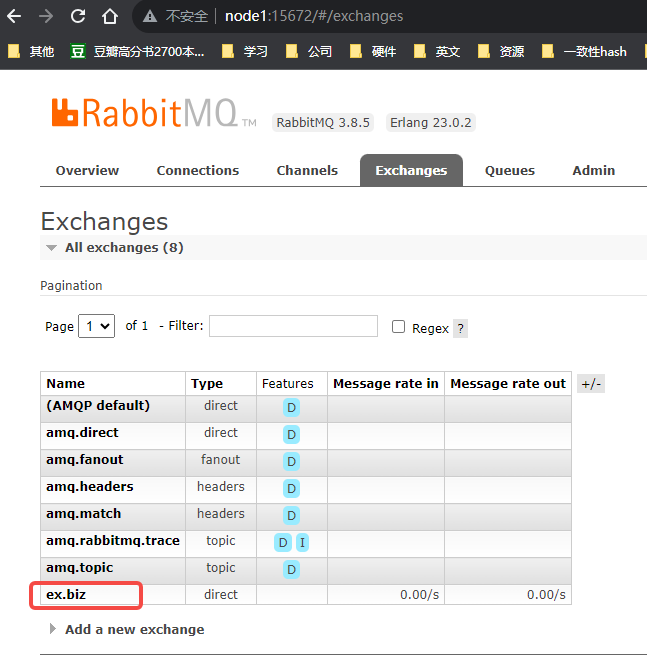 不安全 node1:15672/#/exchanges
其他 豆瓣高分书2700本... 学习 公司 硬件 英文 资源 一致性hash
RabbitMQ TM RabbitMQ 3.8.5 Erlang 23.0.2
Overview Connections Channels Exchanges Queues Admin
Exchanges
All exchanges (8)
Pagination
Page 1 of 1 - Filter: Regex ?
Name Type Features Message rate in Message rate out +/-
(AMQP default) direct D
amq.direct direct D
amq.fanout fanout D
amq.headers headers D
amq.match headers D
amq.rabbitmq.trace topic D I
amq.topic topic D
ex.biz direct 0.00/s 0.00/s
Add a new exchange